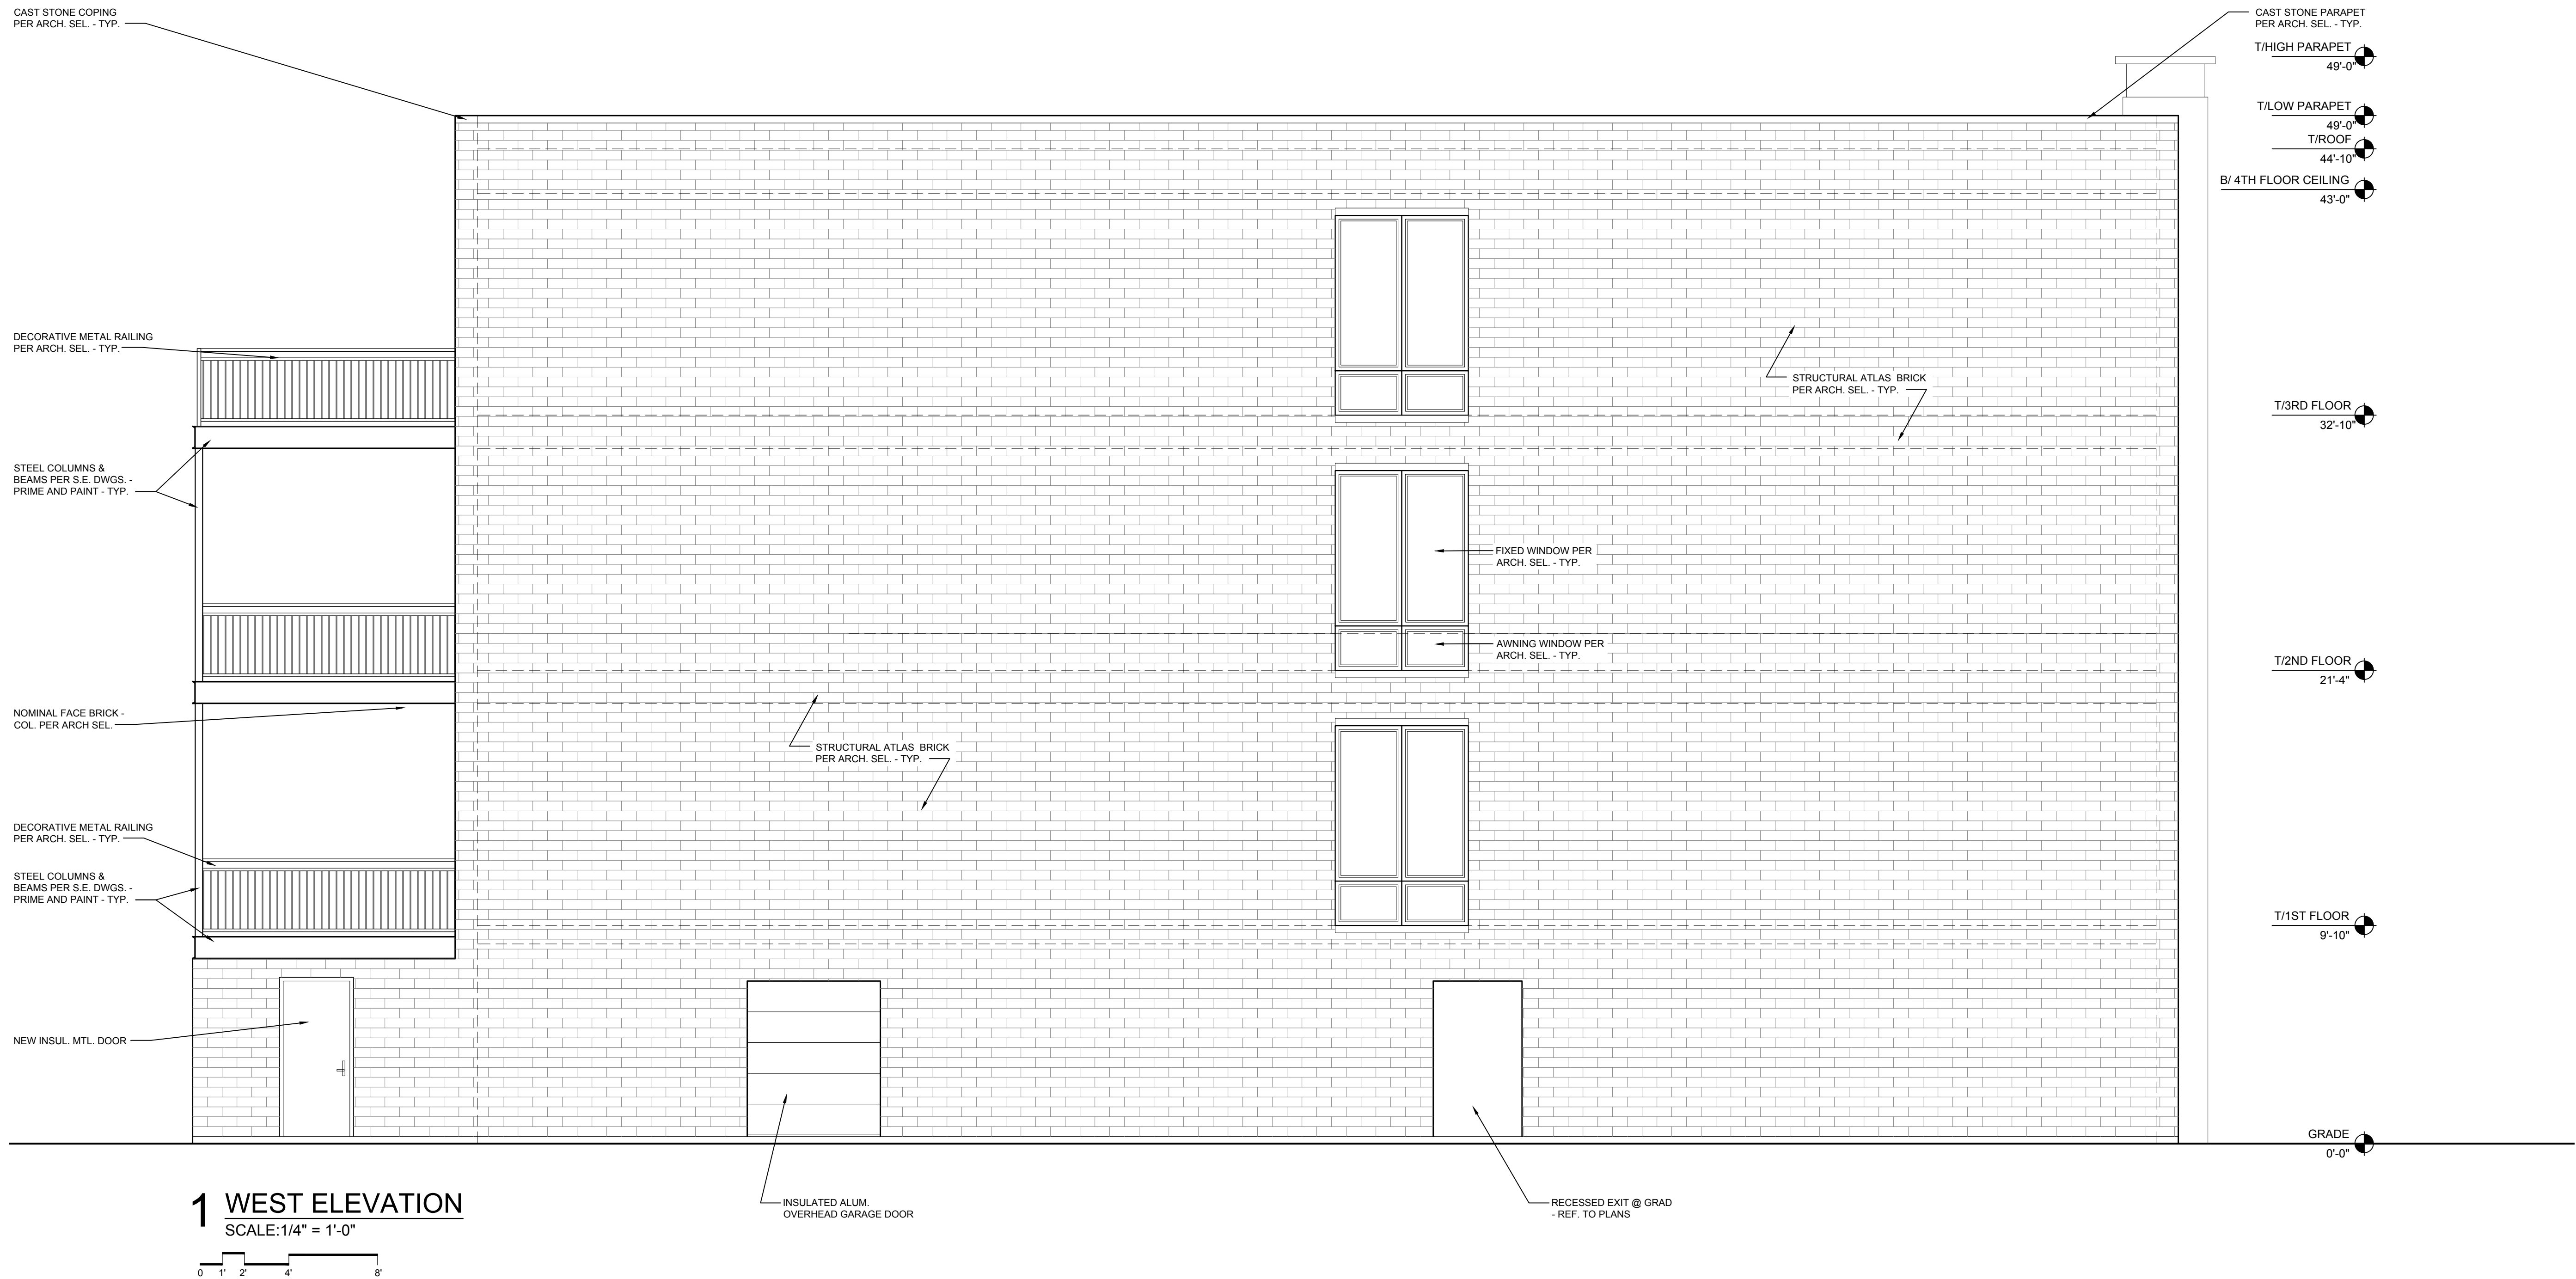 CAST STONE COPING
PER ARCH. SEL. - TYP.
CAST STONE PARAPET
PER ARCH. SEL. - TYP.
T/HIGH PARAPET
49'-0"
T/LOW PARAPET
49'-0"
T/ROOF
44'-10"
B/ 4TH FLOOR CEILING
43'-0"
DECORATIVE METAL RAILING
PER ARCH. SEL. - TYP.
STRUCTURAL ATLAS BRICK
PER ARCH. SEL. - TYP.
T/3RD FLOOR
32'-10"
STEEL COLUMNS &
BEAMS PER S.E. DWGS. -
PRIME AND PAINT - TYP.
FIXED WINDOW PER
ARCH. SEL. - TYP.
AWNING WINDOW PER
ARCH. SEL. - TYP.
T/2ND FLOOR
21'-4"
NOMINAL FACE BRICK -
COL. PER ARCH SEL.
STRUCTURAL ATLAS BRICK
PER ARCH. SEL. - TYP.
DECORATIVE METAL RAILING
PER ARCH. SEL. - TYP.
STEEL COLUMNS &
BEAMS PER S.E. DWGS. -
PRIME AND PAINT - TYP.
T/1ST FLOOR
9'-10"
NEW INSUL. MTL. DOOR
GRADE
0'-0"
INSULATED ALUM.
OVERHEAD GARAGE DOOR
RECESSED EXIT @ GRAD
- REF. TO PLANS
1 WEST ELEVATION
SCALE:1/4" = 1'-0"
0 1' 2' 4' 8'